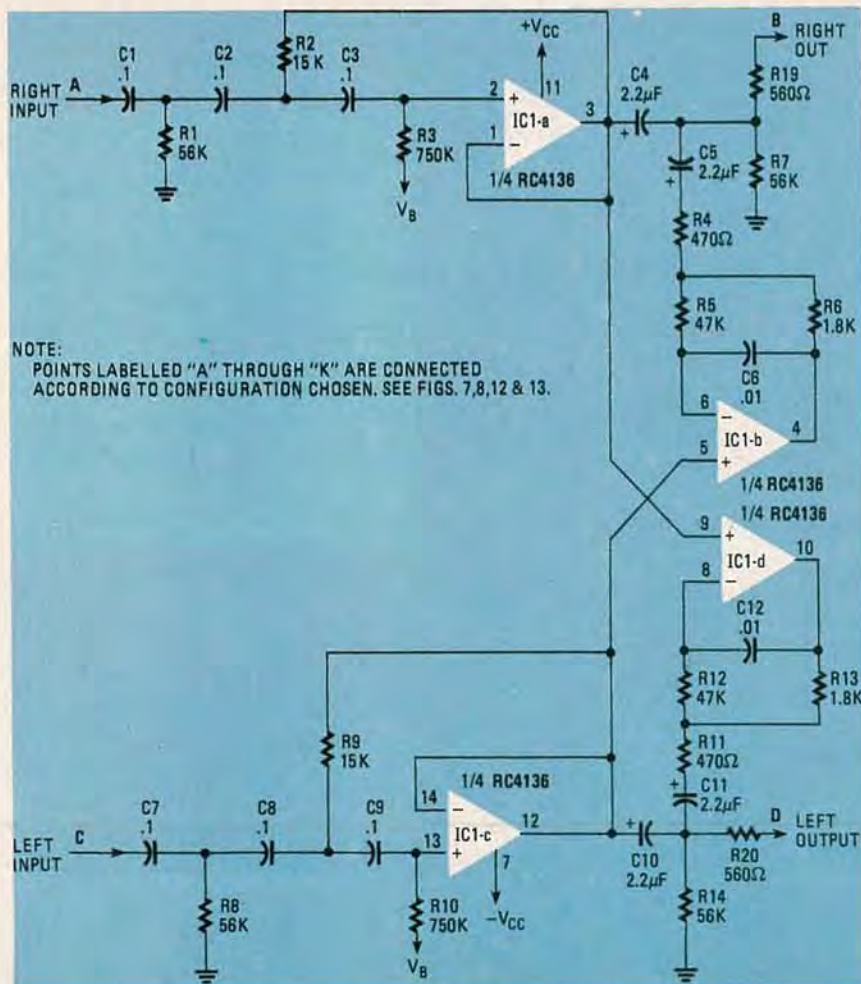 C1
.1
C2
.1
R2
15 K
C3
.1
+VCC
11
B
RIGHT
OUT
RIGHT
INPUT
A
R1
56K
R3
750K
VB
2
+
1
−
IC1-a
3
1/4 RC4136
C4
2.2µF
+
R19
560Ω
C5
2.2µF
+
R7
56K
R4
470Ω
R5
47K
R6
1.8K
NOTE:
POINTS LABELLED "A" THROUGH "K" ARE CONNECTED
ACCORDING TO CONFIGURATION CHOSEN. SEE FIGS. 7,8,12 & 13.
C6
.01
6
−
5
+
IC1-b
4
1/4 RC4136
1/4 RC4136
9
+
8
−
IC1-d
10
C12
.01
R12
47K
R13
1.8K
R9
15K
R11
470Ω
+
C11
2.2µF
1/4 RC4136
14
−
13
+
IC1-c
12
7
−VCC
C7
.1
C8
.1
C9
.1
LEFT
INPUT
C
R8
56K
R10
750K
VB
+
C10
2.2µF
D
LEFT
OUTPUT
R20
560Ω
R14
56K